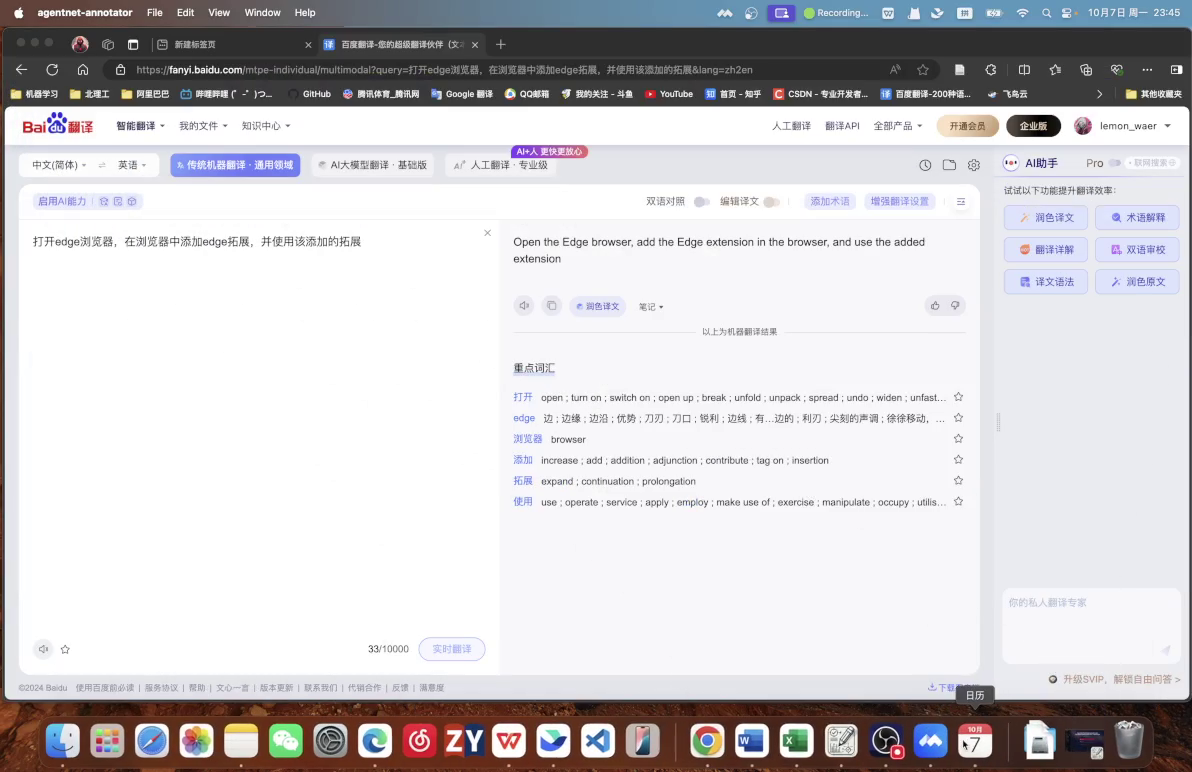 agentnet-annotator File Edit Window Help
Recording...
拼
10月7日 周一 23:45
新建标签页
百度翻译-您的超级翻译伙伴（文
https://fanyi.baidu.com/mtpe-individual/multimodal?query=打开edge浏览器，在浏览器中添加edge拓展，并使用该添加的拓展&lang=zh2en
机器学习 北理工 阿里巴巴 哔哩哔哩 (゜-゜)つ... GitHub 英雄联盟_腾讯网 Google 翻译 QQ邮箱 我的关注 - 斗鱼 YouTube 首页 - 知乎 CSDN - 专业开发者... 百度翻译-200种语... 飞鸟云 其他收藏夹
Bai du 翻译 智能翻译 我的文件 知识中心 人工翻译 翻译API 全部产品 开通会员 企业版 lemon_waer
AI+人 更快更放心
中文(简体) 英语 传统机器翻译 · 通用领域 AI大模型翻译 · 基础版 人工翻译 · 专业级
AI助手 Pro 联网搜索
启用AI能力 双语对照 编辑译文 添加术语 增强翻译设置
试试以下功能提升翻译效率：
润色译文 术语解释
翻译详解 双语审校
译文语法 润色原文
打开edge浏览器，在浏览器中添加edge拓展，并使用该添加的拓展
Open the Edge browser, add the Edge extension in the browser, and use the added
extension
润色译文 笔记
以上为机器翻译结果
重点词汇
打开 open ; turn on ; switch on ; open up ; break ; unfold ; unpack ; spread ; undo ; widen ; unfast...
edge 边 ; 边缘 ; 边沿 ; 优势 ; 刀刃 ; 刀口 ; 锐利 ; 边线 ; 有...边的 ; 利刃 ; 尖刻的声调 ; 徐徐移动，...
浏览器 browser
添加 increase ; add ; addition ; adjunction ; contribute ; tag on ; insertion
拓展 expand ; continuation ; prolongation
使用 use ; operate ; service ; apply ; employ ; make use of ; exercise ; manipulate ; occupy ; utilis...
你的私人翻译专家
33/10000 实时翻译
升级SVIP，解锁自由问答 >
©2024 Baidu 使用百度前必读 | 服务协议 | 帮助 | 文心一言 | 版本更新 | 联系我们 | 代销合作 | 反馈 | 满意度
下载
日历
ZY
10月
7